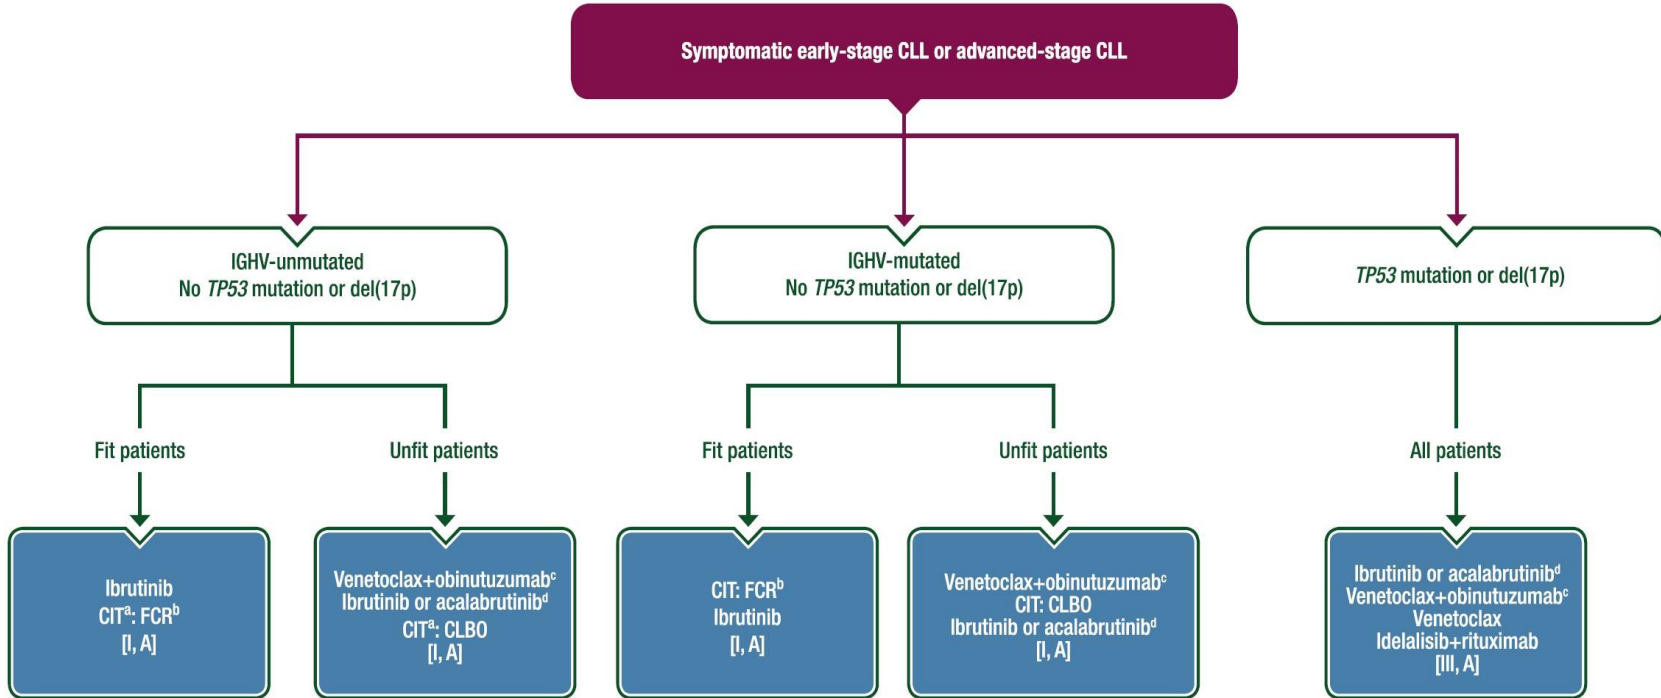 Symptomatic early-stage CLL or advanced-stage CLL
IGHV-unmutated
No TP53 mutation or del(17p)
IGHV-mutated
No TP53 mutation or del(17p)
TP53 mutation or del(17p)
Fit patients
Unfit patients
Fit patients
Unfit patients
All patients
Ibrutinib
CITᵃ: FCRᵇ
[I, A]
Venetoclax+obinutuzumabᶜ
Ibrutinib or acalabrutinibᵈ
CITᵃ: CLBO
[I, A]
CIT: FCRᵇ
Ibrutinib
[I, A]
Venetoclax+obinutuzumabᶜ
CIT: CLBO
Ibrutinib or acalabrutinibᵈ
[I, A]
Ibrutinib or acalabrutinibᵈ
Venetoclax+obinutuzumabᶜ
Venetoclax
Idelalisib+rituximab
[III, A]